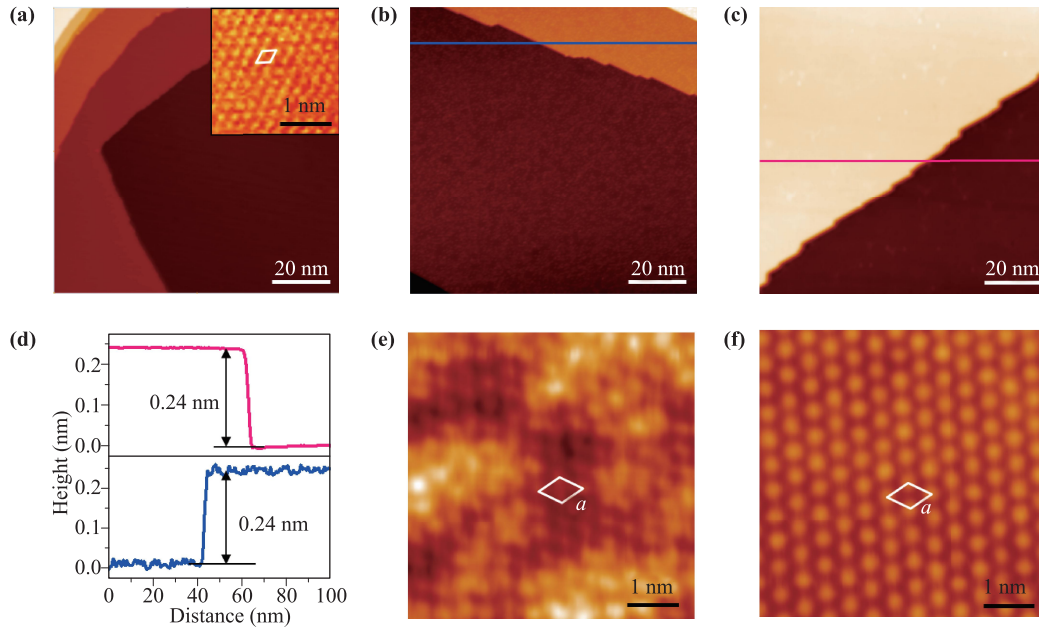 (a)
1 nm
20 nm
(b)
20 nm
(c)
20 nm
(d)
Height (nm)
0.2
0.1
0.0
0.24 nm
0.2
0.1
0.0
0.24 nm
0 20 40 60 80 100
Distance (nm)
(e)
a
1 nm
(f)
a
1 nm